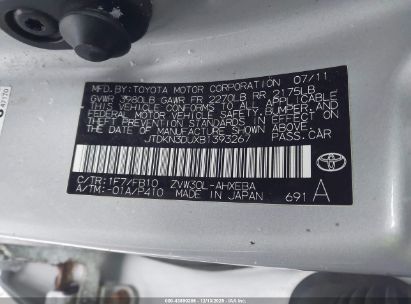 MFD.BY:TOYOTA MOTOR CORPORATION 07/11
GVWR 3980LB GAWR FR 2270LB RR 2175LB
THIS VEHICLE CONFORMS TO ALL APPLICABLE
FEDERAL MOTOR VEHICLE SAFETY, BUMPER, AND
THEFT PREVENTION STANDARDS IN EFFECT ON
THE DATE OF MANUFACTURE SHOWN ABOVE.
JTDKN3DUXB1393267 PASS. CAR
C/TR:1F7/FB10 ZVW30L-AHXEBA
A/TM:-01A/P410 MADE IN JAPAN 691 A
TOYOTA
47170